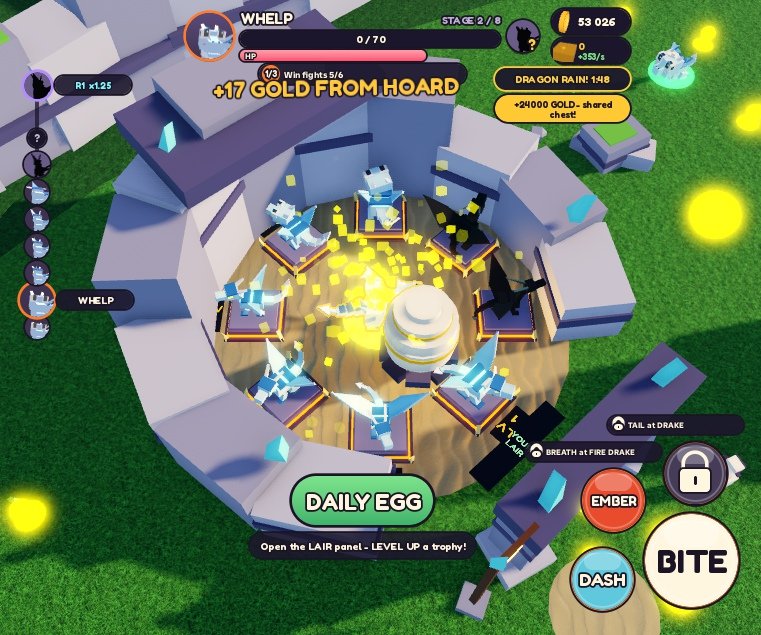 WHELP
STAGE 2 / 8
0 / 70
HP
1/3 Win fights 5/6
+17 GOLD FROM HOARD
53 026
0
+353/s
DRAGON RAIN! 1:48
+24000 GOLD- shared
chest!
R1 x1.25
?
?
WHELP
YOU
LAIR
TAIL at DRAKE
BREATH at FIRE DRAKE
EMBER
BITE
DASH
DAILY EGG
Open the LAIR panel - LEVEL UP a trophy!